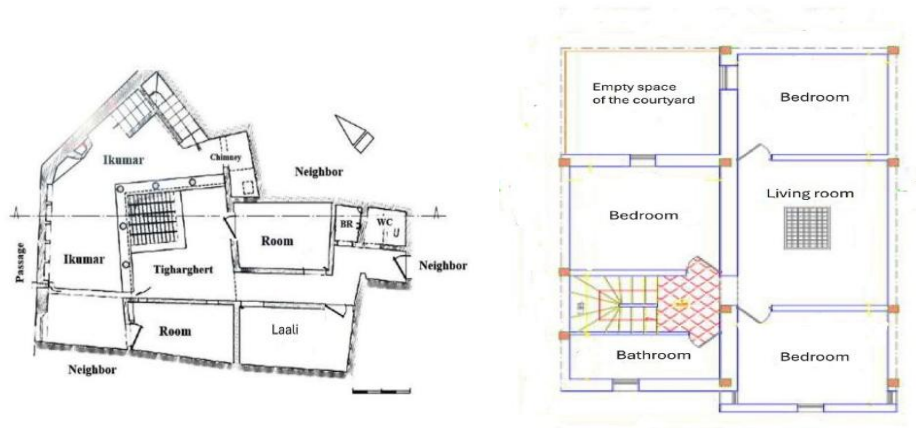 Ikumar
Chimney
Neighbor
Room
BR
WC
Passage
Ikumar
Tigharghert
Neighbor
Room
Laali
Neighbor
A
A
Empty space
of the courtyard
Bedroom
Bedroom
Living room
Bathroom
Bedroom